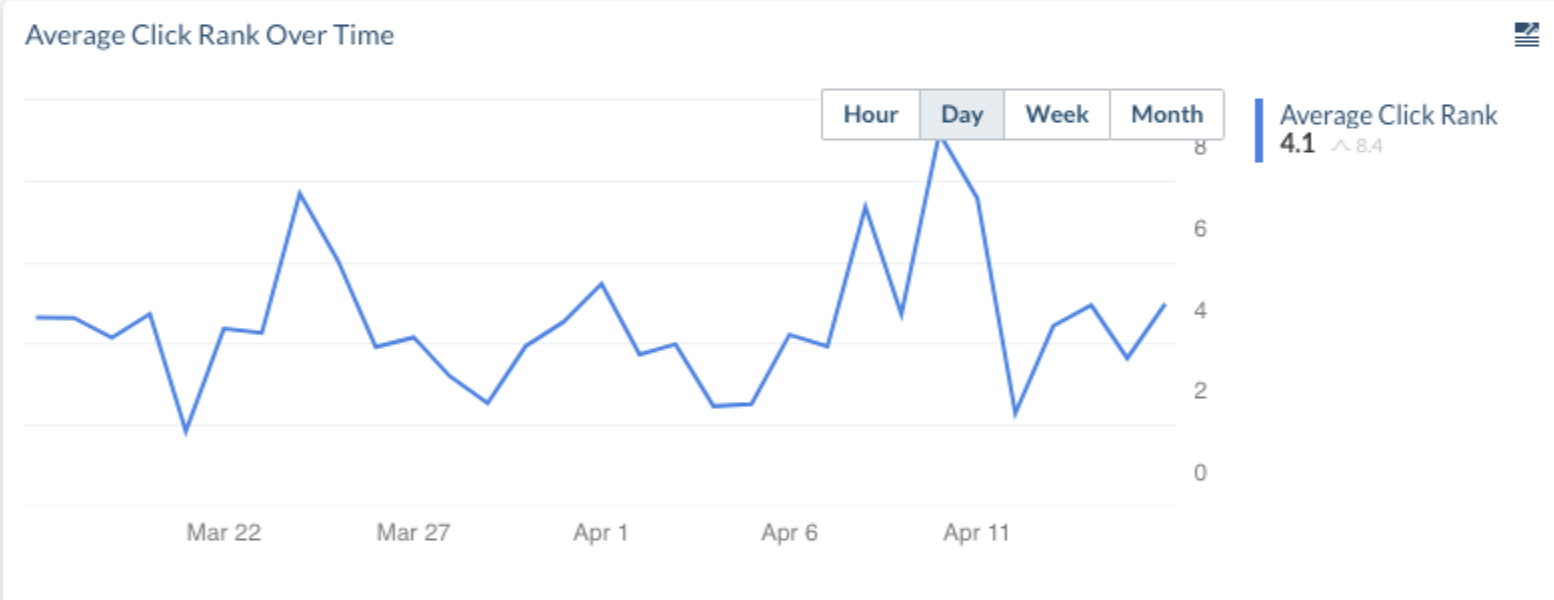 Average Click Rank Over Time
Hour Day Week Month
Average Click Rank
4.1 8.4
8
6
4
2
0
Mar 22 Mar 27 Apr 1 Apr 6 Apr 11